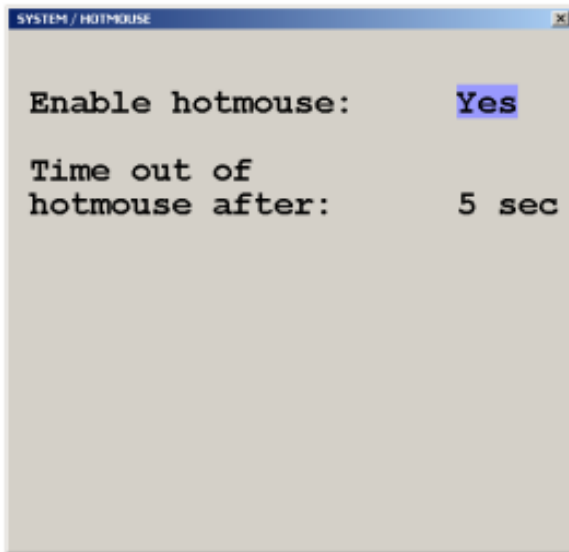 SYSTEM / HOTMOUSE
Enable hotmouse: Yes
Time out of
hotmouse after: 5 sec